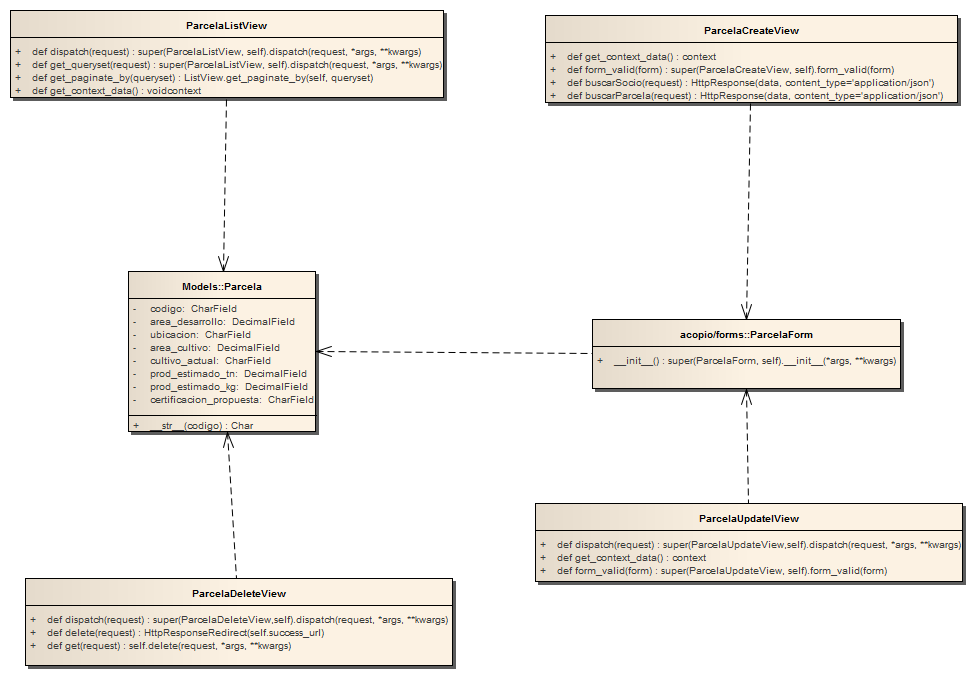 ParcelaListView
+ def dispatch(request) : super(ParcelaListView, self).dispatch(request, *args, **kwargs)
+ def get_queryset(request) : super(ParcelaListView, self).dispatch(request, *args, **kwargs)
+ def get_paginate_by(queryset) : ListView.get_paginate_by(self, queryset)
+ def get_context_data() : voidcontext
ParcelaCreateView
+ def get_context_data() : context
+ def form_valid(form) : super(ParcelaCreateView, self).form_valid(form)
+ def buscarSocio(request) : HttpResponse(data, content_type='application/json')
+ def buscarParcela(request) : HttpResponse(data, content_type='application/json')
Models::Parcela
- codigo: CharField
- area_desarollo: DecimalField
- ubicacion: CharField
- area_cultivo: DecimalField
- cultivo_actual: CharField
- prod_estimado_tn: DecimalField
- prod_estimado_kg: DecimalField
- certificacion_propuesta: CharField
+ __str__(codigo) : Char
acopio/forms::ParcelaForm
+ __init__() : super(ParcelaForm, self).__init__(*args, **kwargs)
ParcelaUpdatelView
+ def dispatch(request) : super(ParcelaUpdateView,self).dispatch(request, *args, **kwargs)
+ def get_context_data() : context
+ def form_valid(form) : super(ParcelaUpdateView, self).form_valid(form)
ParcelaDeleteView
+ def dispatch(request) : super(ParcelaDeleteView,self).dispatch(request, *args, **kwargs)
+ def delete(request) : HttpResponseRedirect(self.success_url)
+ def get(request) : self.delete(request, *args, **kwargs)